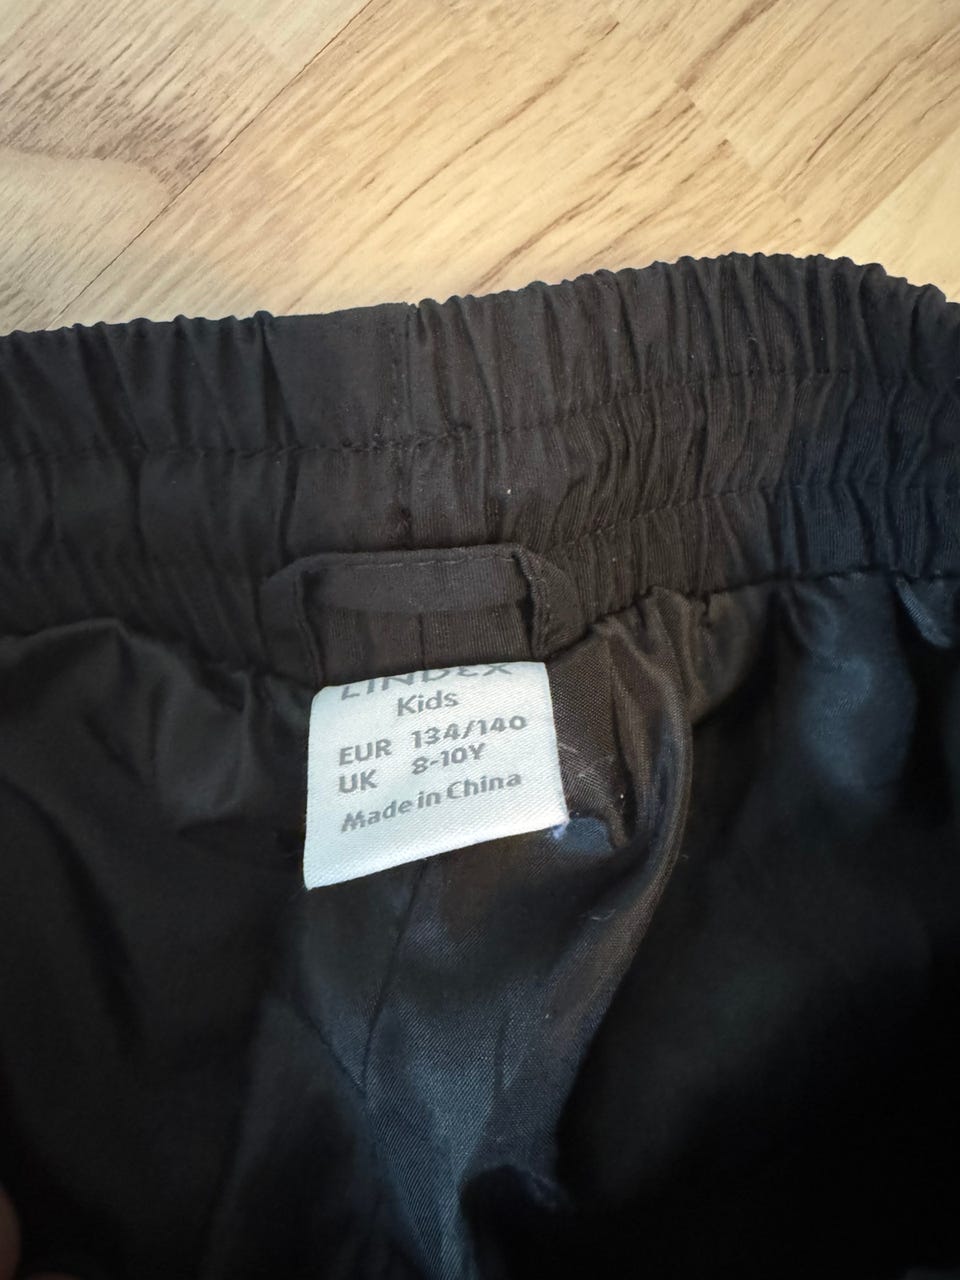 LINDEX
Kids
EUR 134/140
UK 8-10Y
Made in China